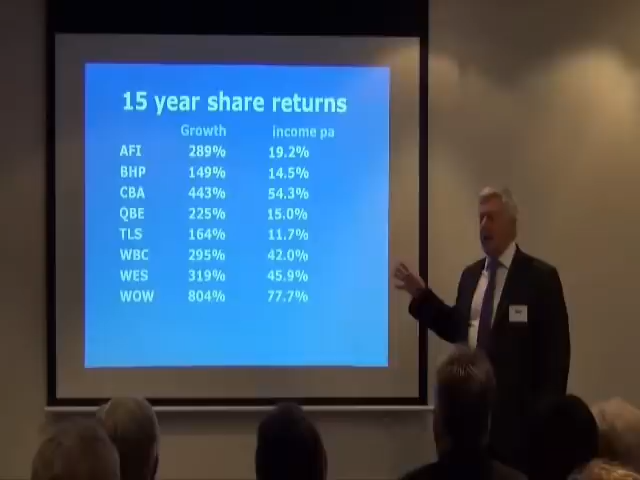 15 year share returns
Growth income pa
AFI 289% 19.2%
BHP 149% 14.5%
CBA 443% 54.3%
QBE 225% 15.0%
TLS 164% 11.7%
WBC 295% 42.0%
WES 319% 45.9%
WOW 804% 77.7%